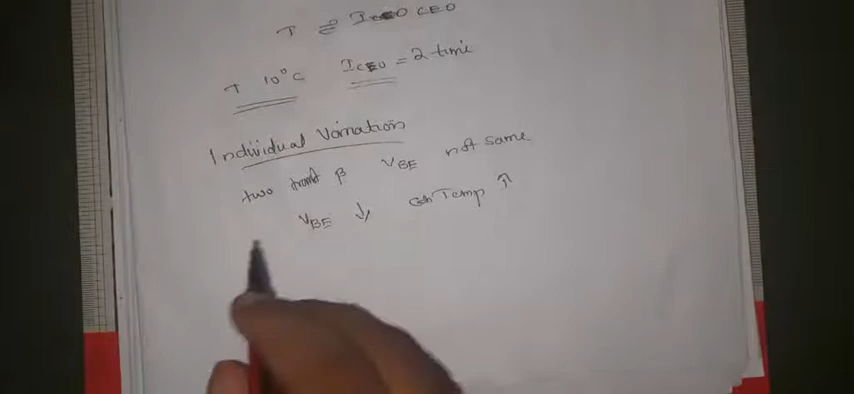 T ICEO
T 10°C ICEO = 2 time
Individual Variation
two β VBE not same
VBE ↓ Temp ↑